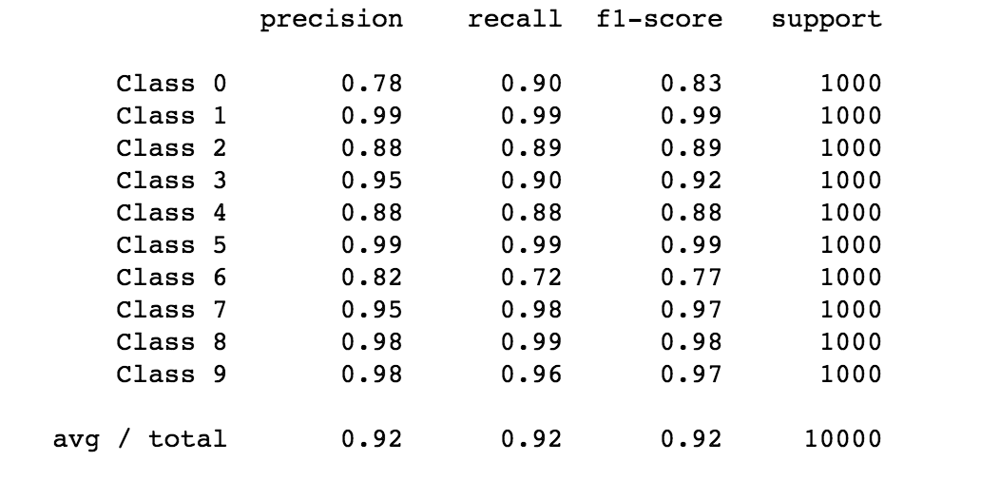 precision recall f1-score support
Class 0 0.78 0.90 0.83 1000
Class 1 0.99 0.99 0.99 1000
Class 2 0.88 0.89 0.89 1000
Class 3 0.95 0.90 0.92 1000
Class 4 0.88 0.88 0.88 1000
Class 5 0.99 0.99 0.99 1000
Class 6 0.82 0.72 0.77 1000
Class 7 0.95 0.98 0.97 1000
Class 8 0.98 0.99 0.98 1000
Class 9 0.98 0.96 0.97 1000
avg / total 0.92 0.92 0.92 10000